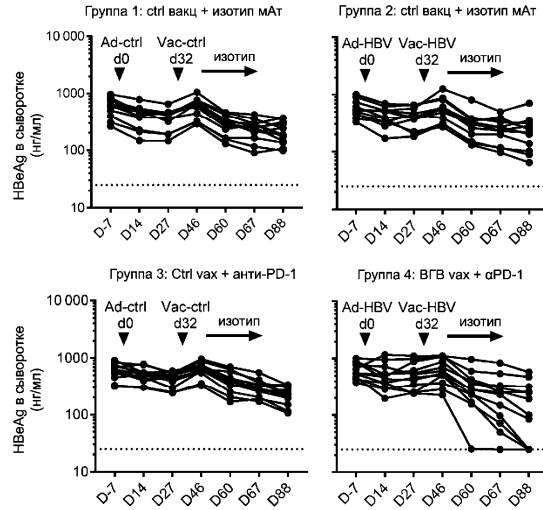 Группа 1: ctrl вакц + изотип мАт
Ad-ctrl
d0
Vac-ctrl
d32
изотип
HBeAg в сыворотке
(нг/мл)
10 000
1000
100
10
D-7 D14 D27 D46 D60 D67 D88
Группа 2: ctrl вакц + изотип мАт
Ad-HBV
d0
Vac-HBV
d32
изотип
D-7 D14 D27 D46 D60 D67 D88
Группа 3: Ctrl vax + анти-PD-1
Ad-ctrl
d0
Vac-ctrl
d32
изотип
HBeAg в сыворотке
(нг/мл)
10 000
1000
100
10
D-7 D14 D27 D46 D60 D67 D88
Группа 4: ВГВ vax + αPD-1
Ad-HBV
d0
Vac-HBV
d32
изотип
D-7 D14 D27 D46 D60 D67 D88